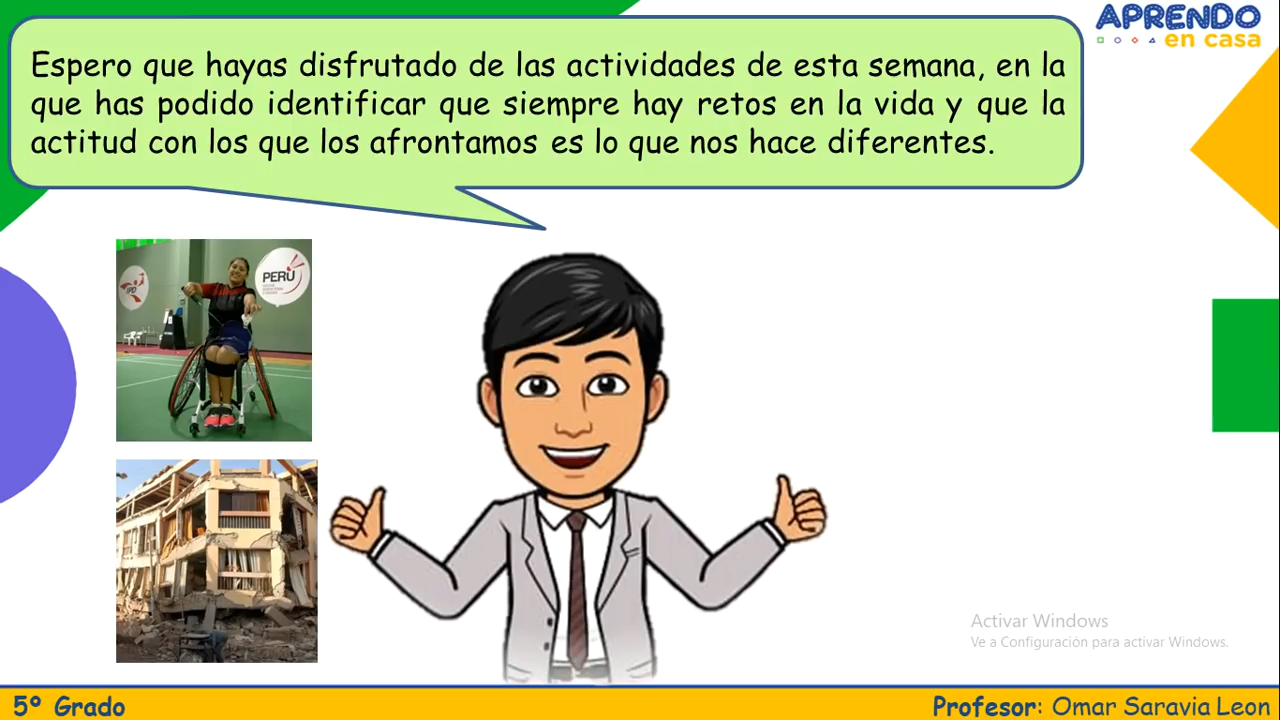 APRENDO
en casa
Espero que hayas disfrutado de las actividades de esta semana, en la
que has podido identificar que siempre hay retos en la vida y que la
actitud con los que los afrontamos es lo que nos hace diferentes.
IPD
PERÚ
Activar Windows
Ve a Configuración para activar Windows.
5º Grado
Profesor: Omar Saravia Leon